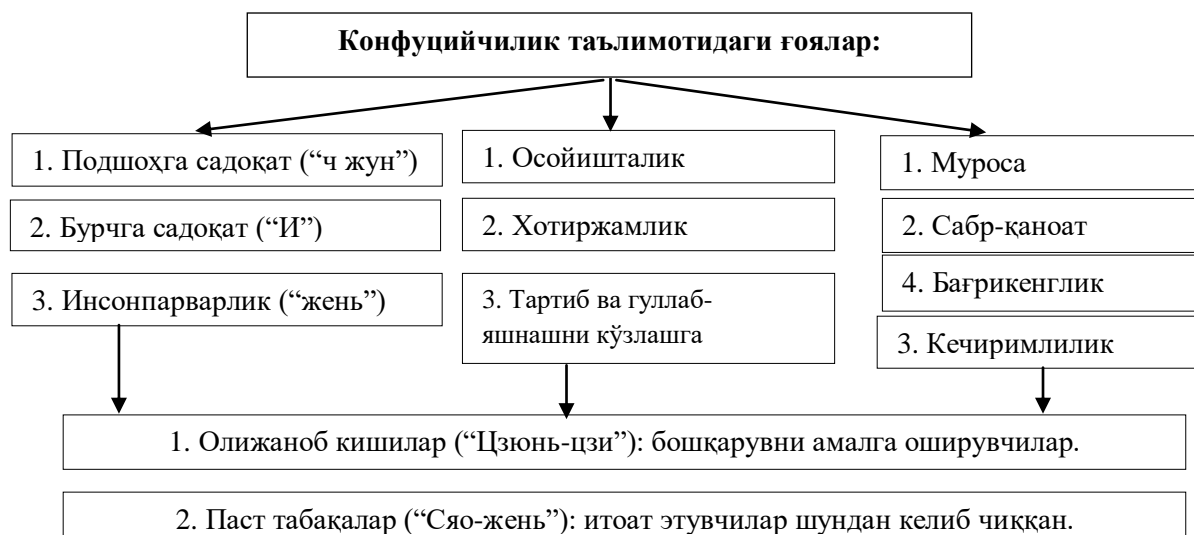 Конфуцийчилик таълимотидаги ғоялар:
1. Подшоҳга садоқат (“ч жун”)
2. Бурчга садоқат (“И”)
3. Инсонпарварлик (“жень”)
1. Осойишталик
2. Хотиржамлик
3. Тартиб ва гуллаб-
яшнашни кўзлашга
1. Муроса
2. Сабр-қаноат
4. Бағрикенглик
3. Кечиримлилик
1. Олижаноб кишилар (“Цзюнь-цзи”): бошқарувни амалга оширувчилар.
2. Паст табақалар (“Сяо-жень”): итоат этувчилар шундан келиб чиққан.